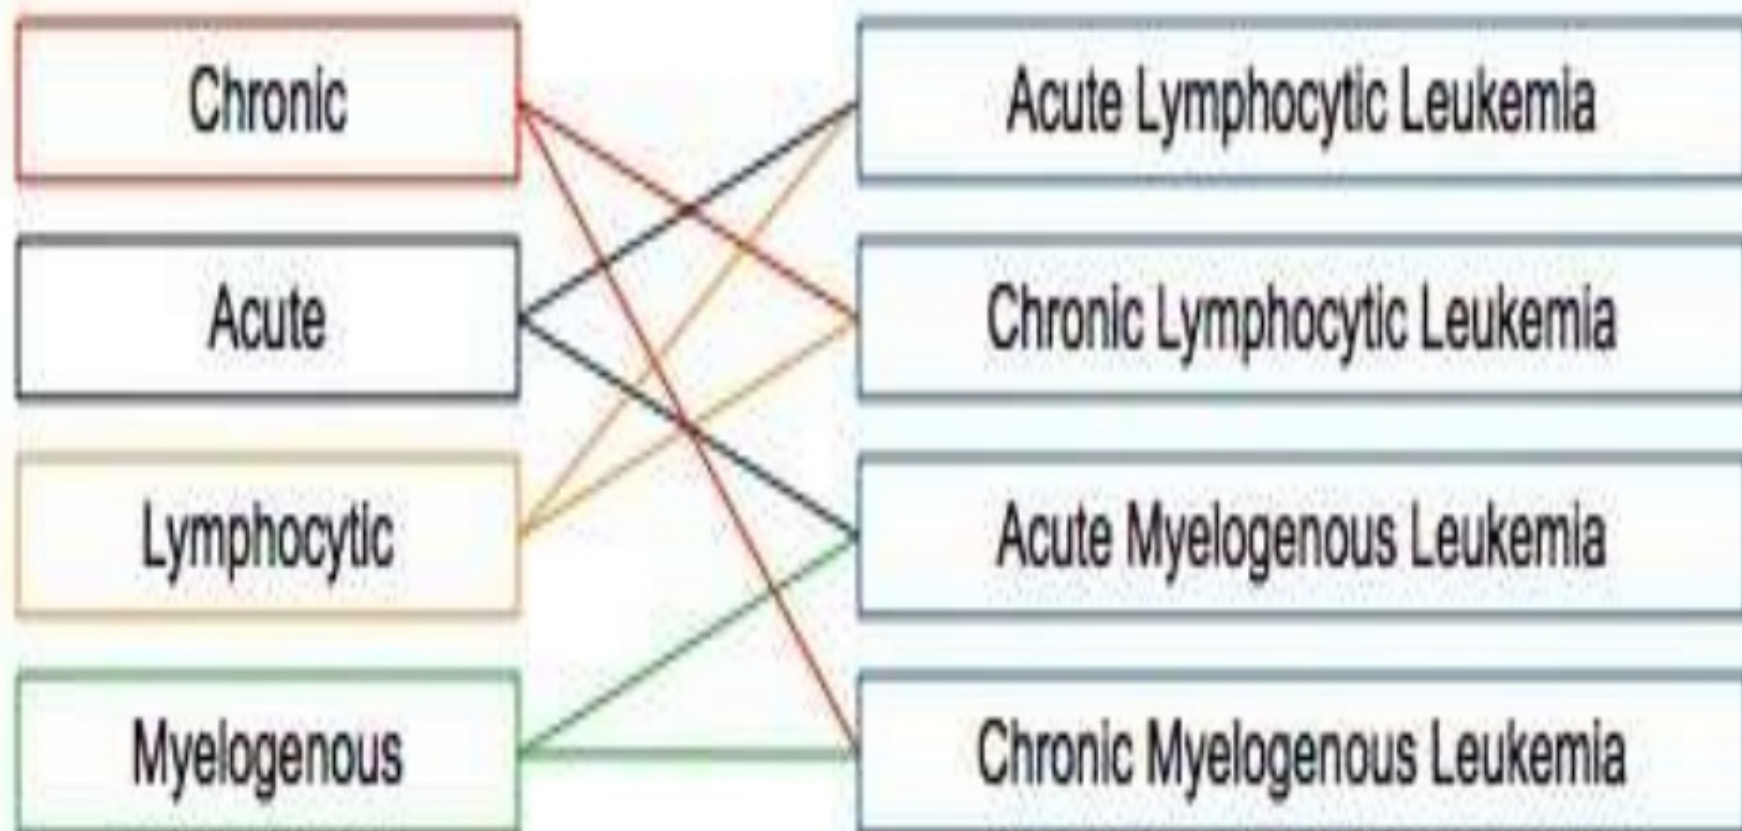 Chronic
Acute
Lymphocytic
Myelogenous
Acute Lymphocytic Leukemia
Chronic Lymphocytic Leukemia
Acute Myelogenous Leukemia
Chronic Myelogenous Leukemia